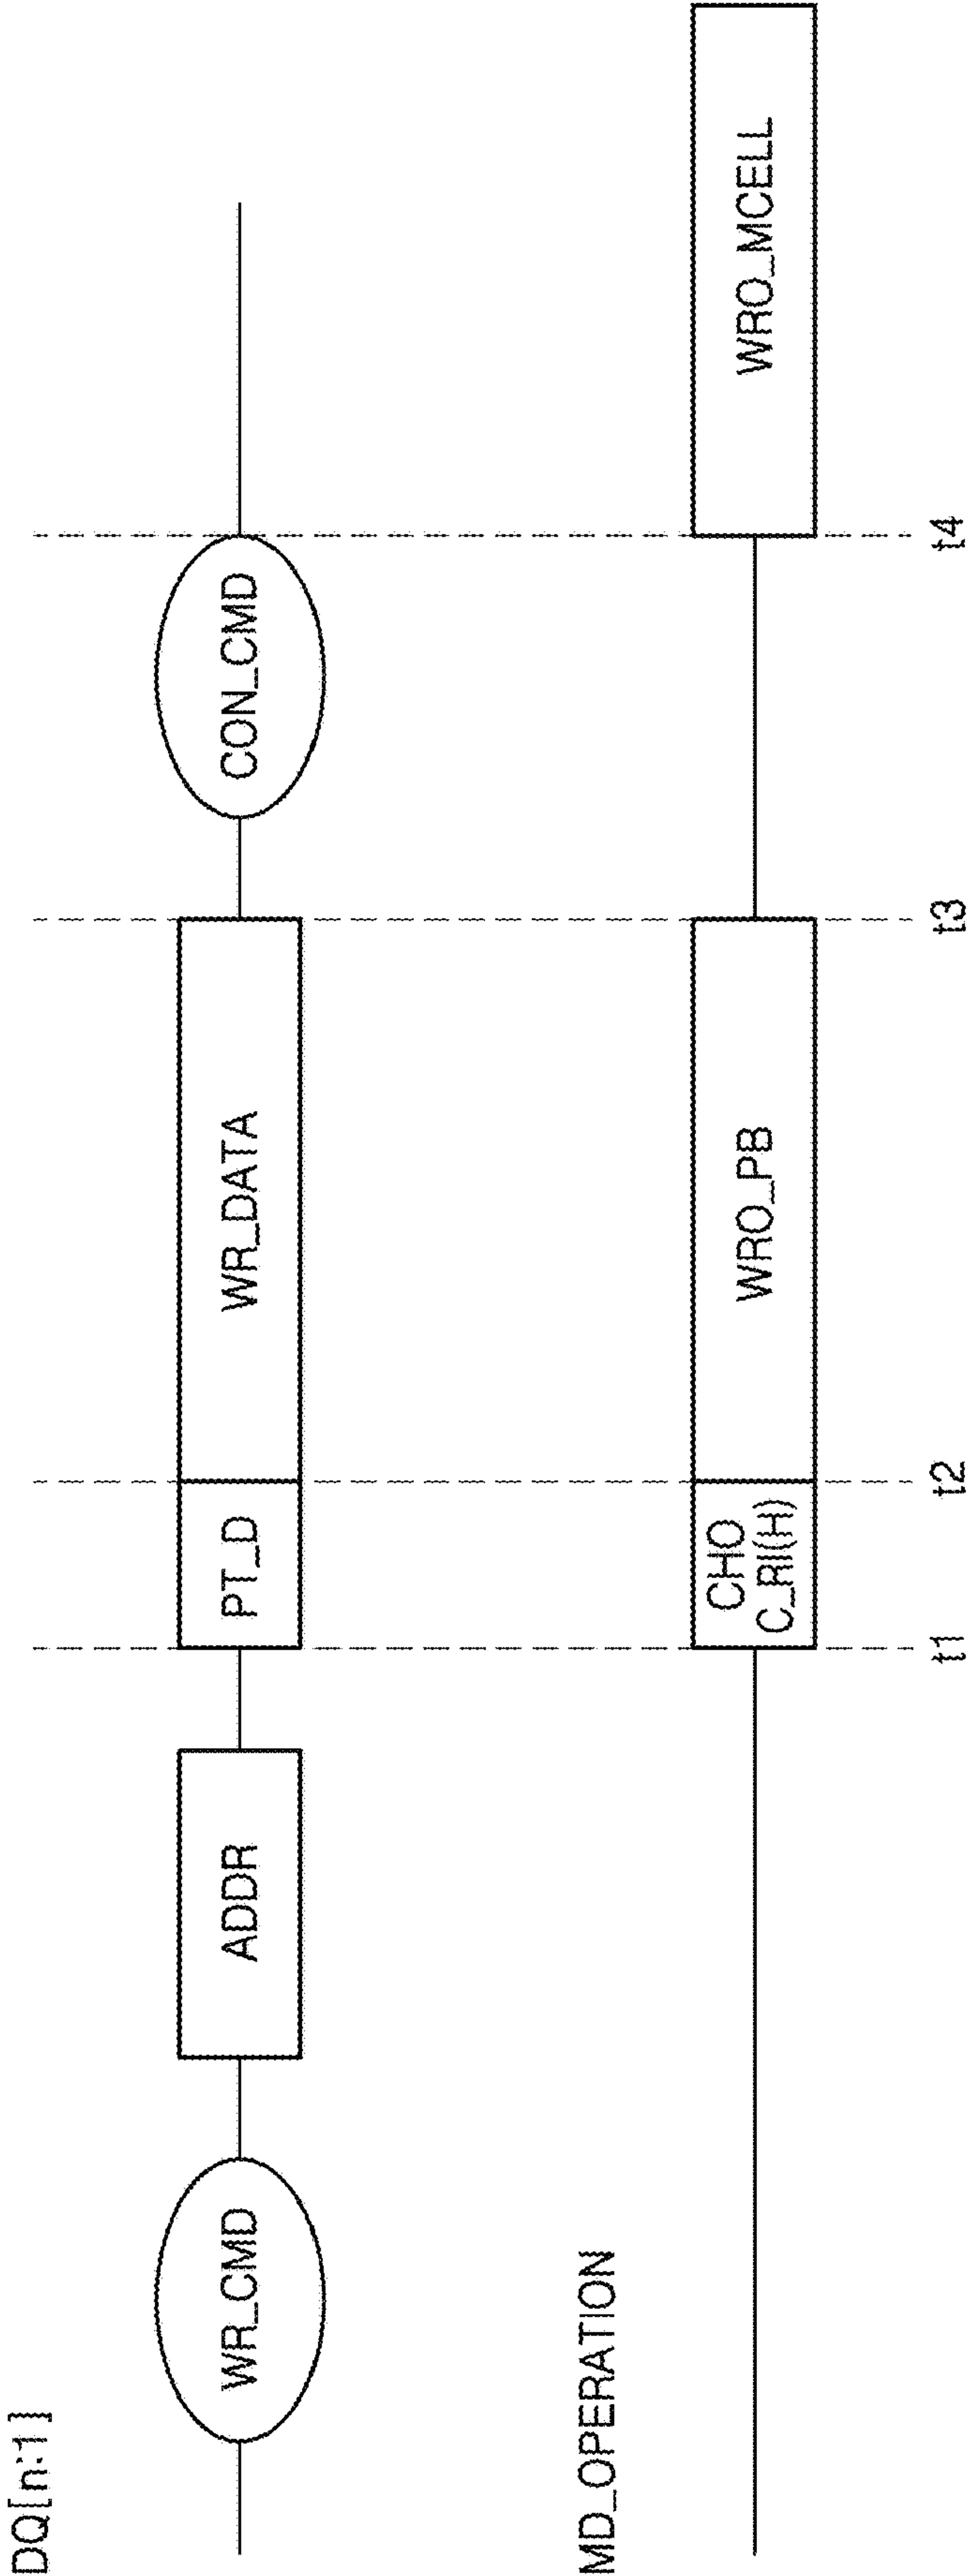 DQ[n:1]
WR_CMD
ADDR
PT_D
WR_DATA
CON_CMD
MD_OPERATION
CHO
C_RI(H)
WRO_PB
WRO_MCELL
t1
t2
t3
t4